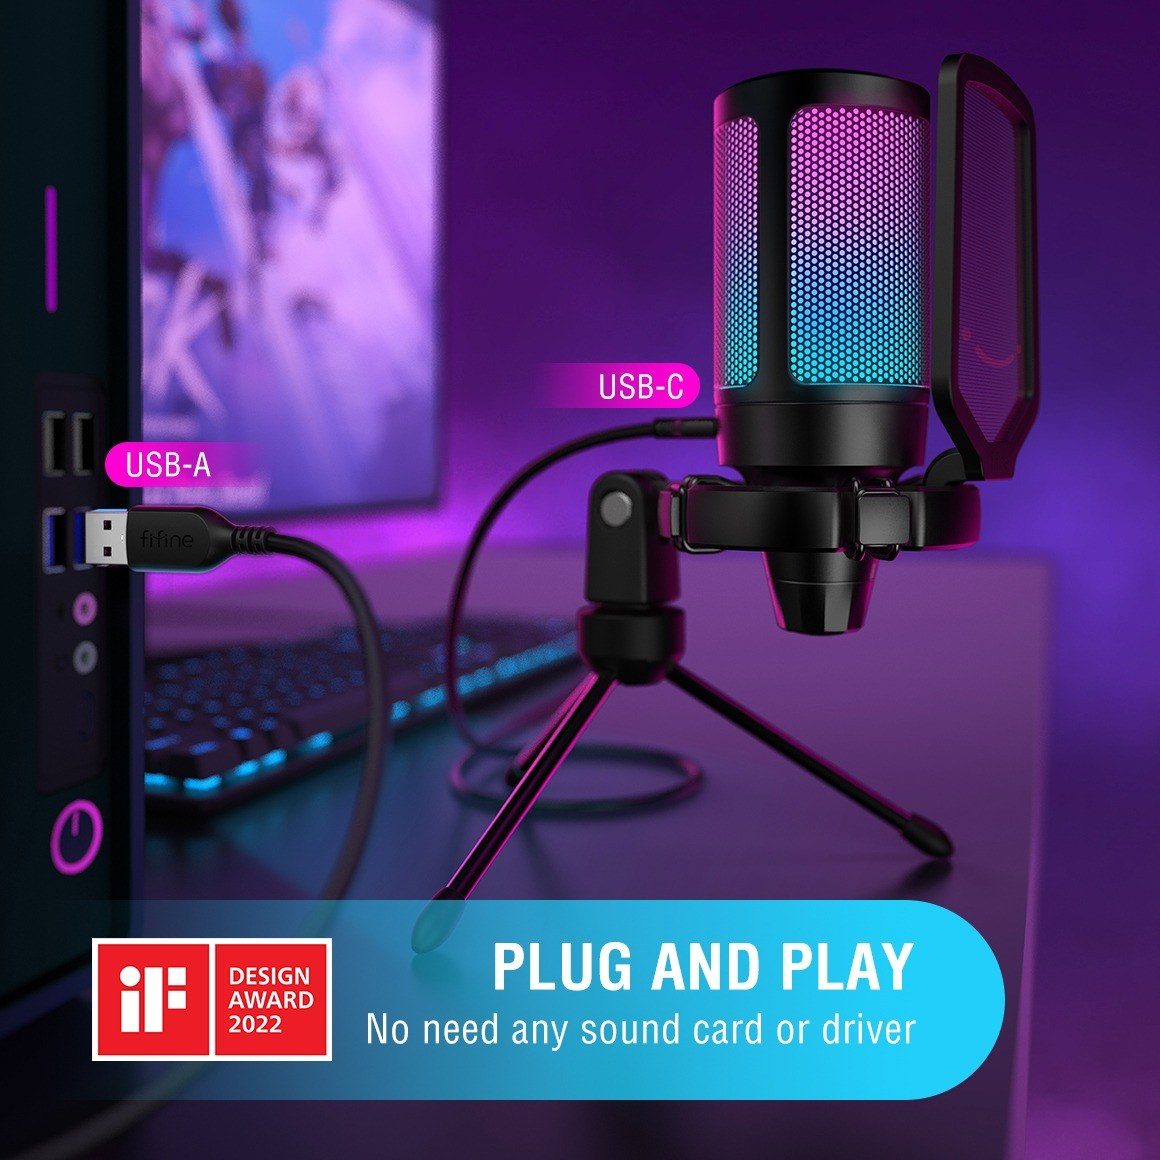 USB-C
USB-A
fifine
K
iF
DESIGN
AWARD
2022
PLUG AND PLAY
No need any sound card or driver